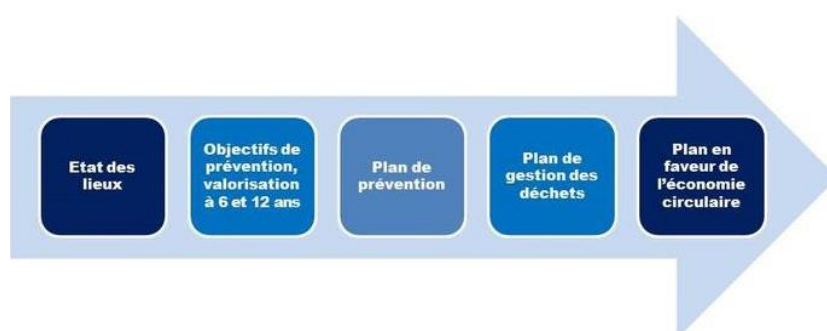 Etat des
lieux
Objectifs de
prévention,
valorisation
à 6 et 12 ans
Plan de
prévention
Plan de
gestion des
déchets
Plan en
faveur de
l'économie
circulaire